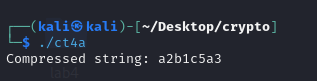 ┌──(kali㉿kali)-[~/Desktop/crypto]
└─$ ./ct4a
Compressed string: a2b1c5a3